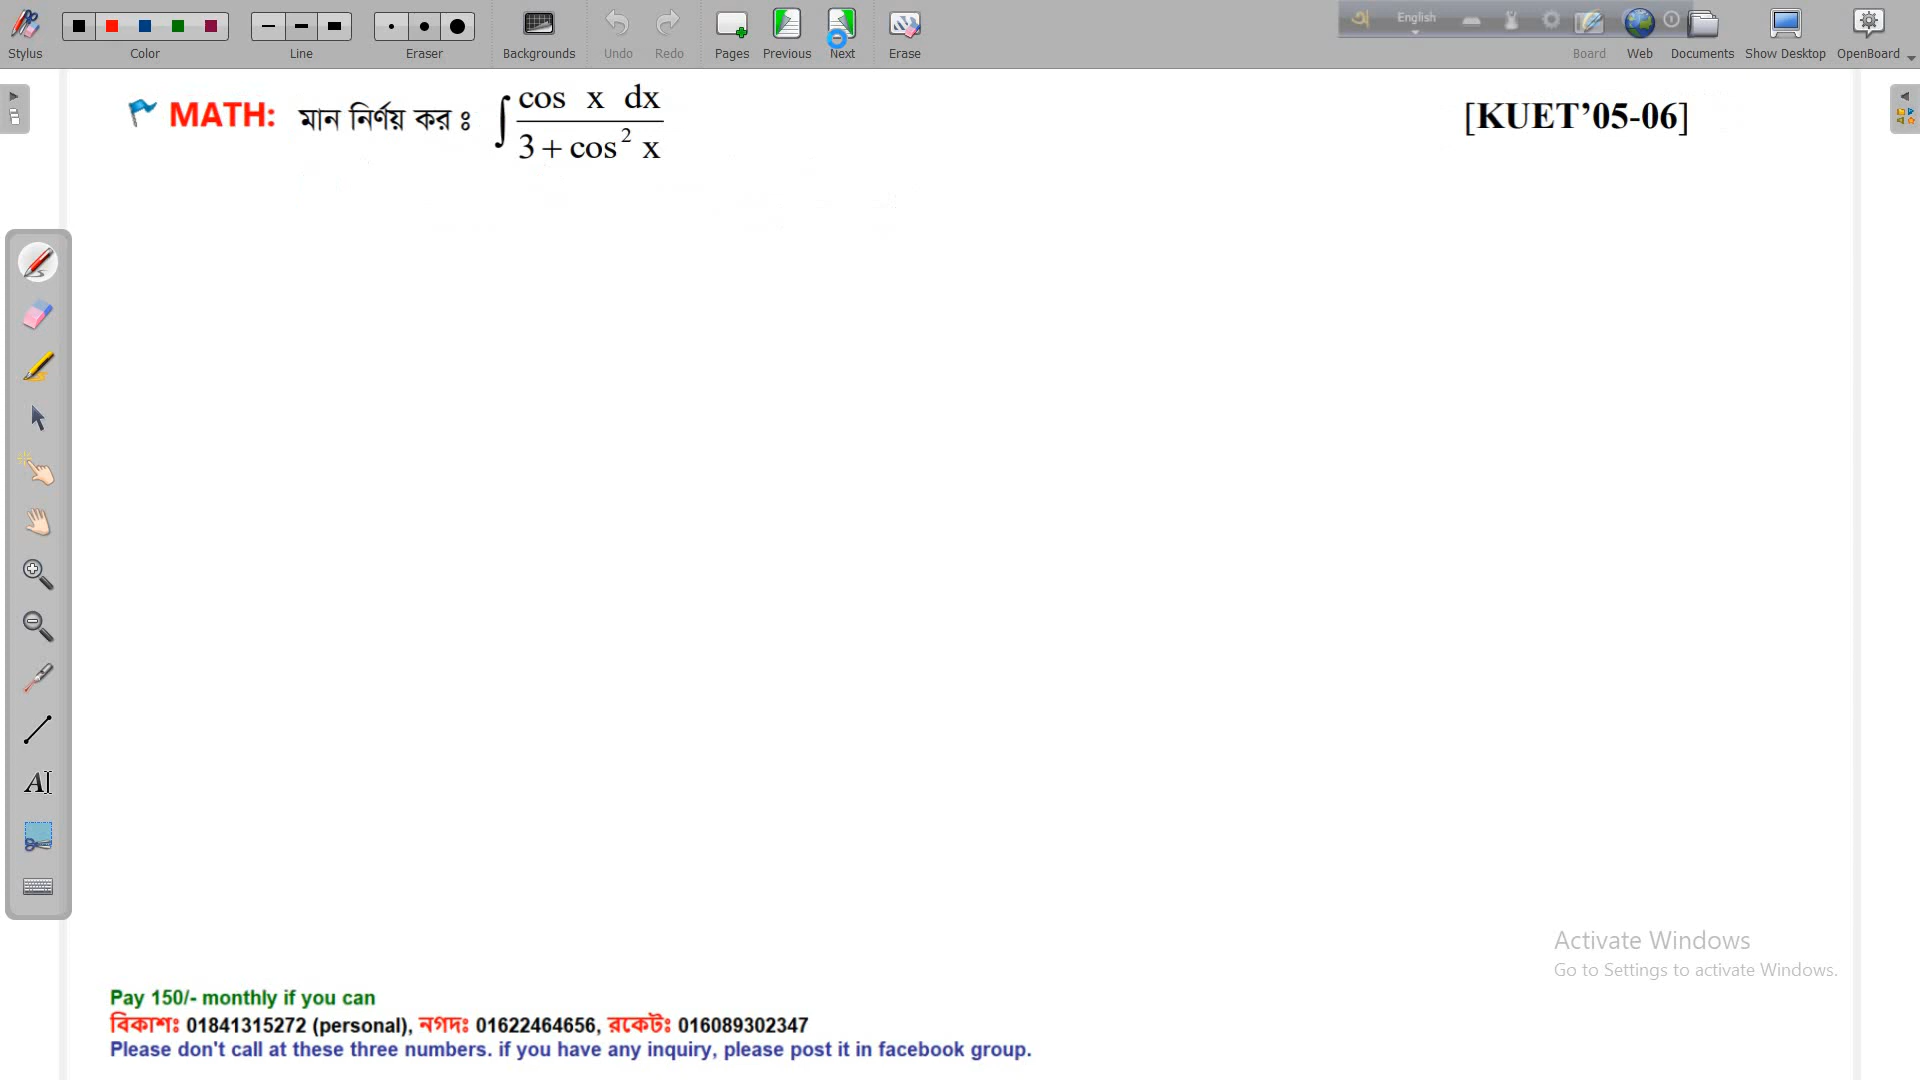 Stylus Color Line Eraser Backgrounds Undo Redo Pages Previous Next Erase English Board Web Documents Show Desktop OpenBoard
MATH: মান নির্ণয় কর ঃ ∫ cos x dx / 3 + cos² x [KUET’05-06]
Activate Windows
Go to Settings to activate Windows.
Pay 150/- monthly if you can
বিকাশঃ 01841315272 (personal), নগদঃ 01622464656, রকেটঃ 016089302347
Please don't call at these three numbers. if you have any inquiry, please post it in facebook group.